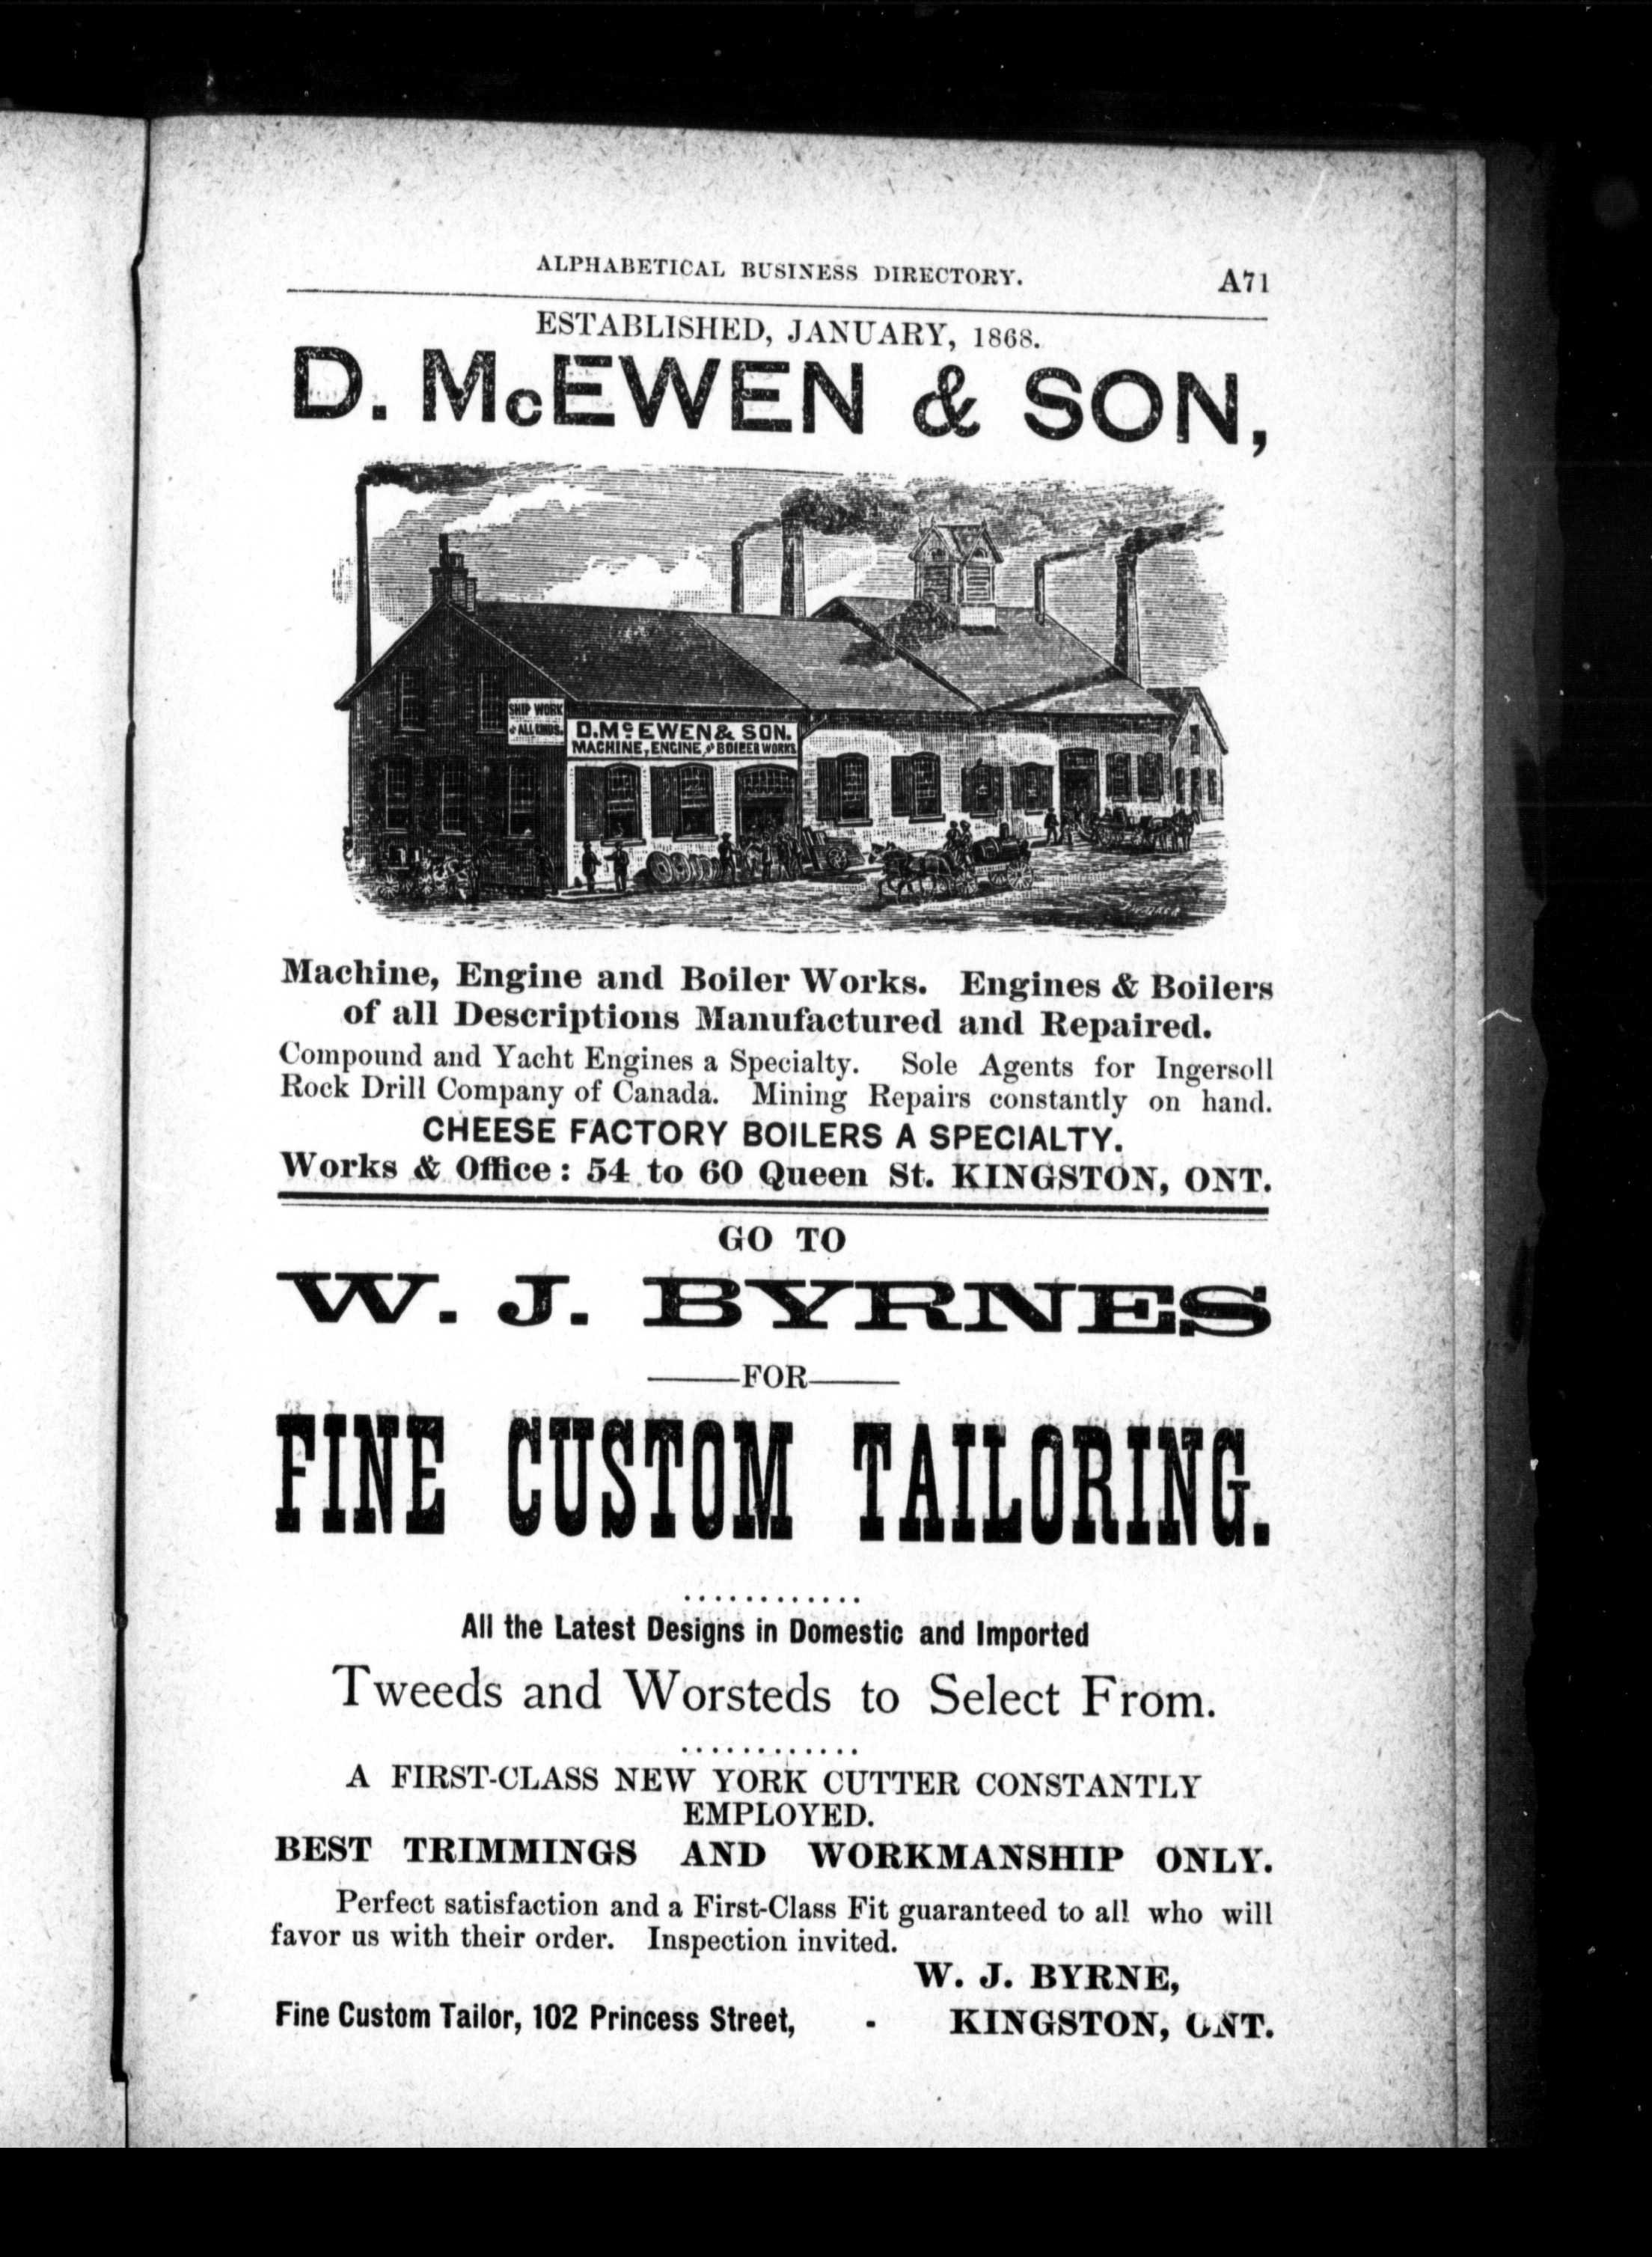 ALPHABETICAL BUSINESS DIRECTORY. A71
ESTABLISHED, JANUARY, 1868.
D. McEWEN & SON,
SHIP WORK
D. Mc EWEN & SON.
MACHINE, ENGINE & BOILER WORKS
Machine, Engine and Boiler Works. Engines & Boilers
of all Descriptions Manufactured and Repaired.
Compound and Yacht Engines a Specialty. Sole Agents for Ingersoll
Rock Drill Company of Canada. Mining Repairs constantly on hand.
CHEESE FACTORY BOILERS A SPECIALTY.
Works & Office: 54 to 60 Queen St. KINGSTON, ONT.
GO TO
W. J. BYRNES
FOR
FINE CUSTOM TAILORING.
All the Latest Designs in Domestic and Imported
Tweeds and Worsteds to Select From.
A FIRST-CLASS NEW YORK CUTTER CONSTANTLY
EMPLOYED.
BEST TRIMMINGS AND WORKMANSHIP ONLY.
Perfect satisfaction and a First-Class Fit guaranteed to all who will
favor us with their order. Inspection invited.
W. J. BYRNE,
Fine Custom Tailor, 102 Princess Street, - KINGSTON, ONT.